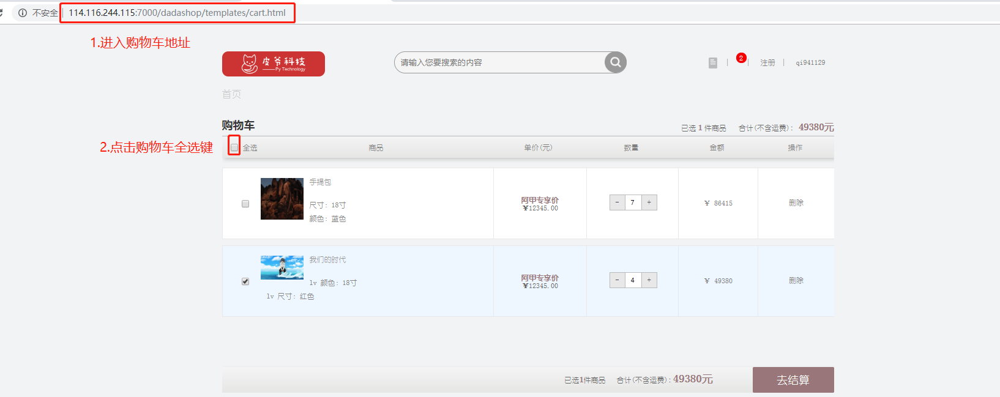 不安全 114.116.244.115:7000/dadashop/templates/cart.html
1.进入购物车地址
皮爷科技
——Py Technology
请输入您要搜索的内容
2 注册 qi941129
首页
购物车
已选 1 件商品 合计(不含运费): 49380元
2.点击购物车全选键
全选 商品 单价(元) 数量 金额 操作
手提包
尺寸: 18寸
颜色: 蓝色
阿甲专享价
¥12345.00
- 7 +
¥ 86415
删除
我们的时代
lv 颜色: 18寸
lv 尺寸: 红色
阿甲专享价
¥12345.00
- 4 +
¥ 49380
删除
已选1件商品 合计(不含运费):49380元 去结算